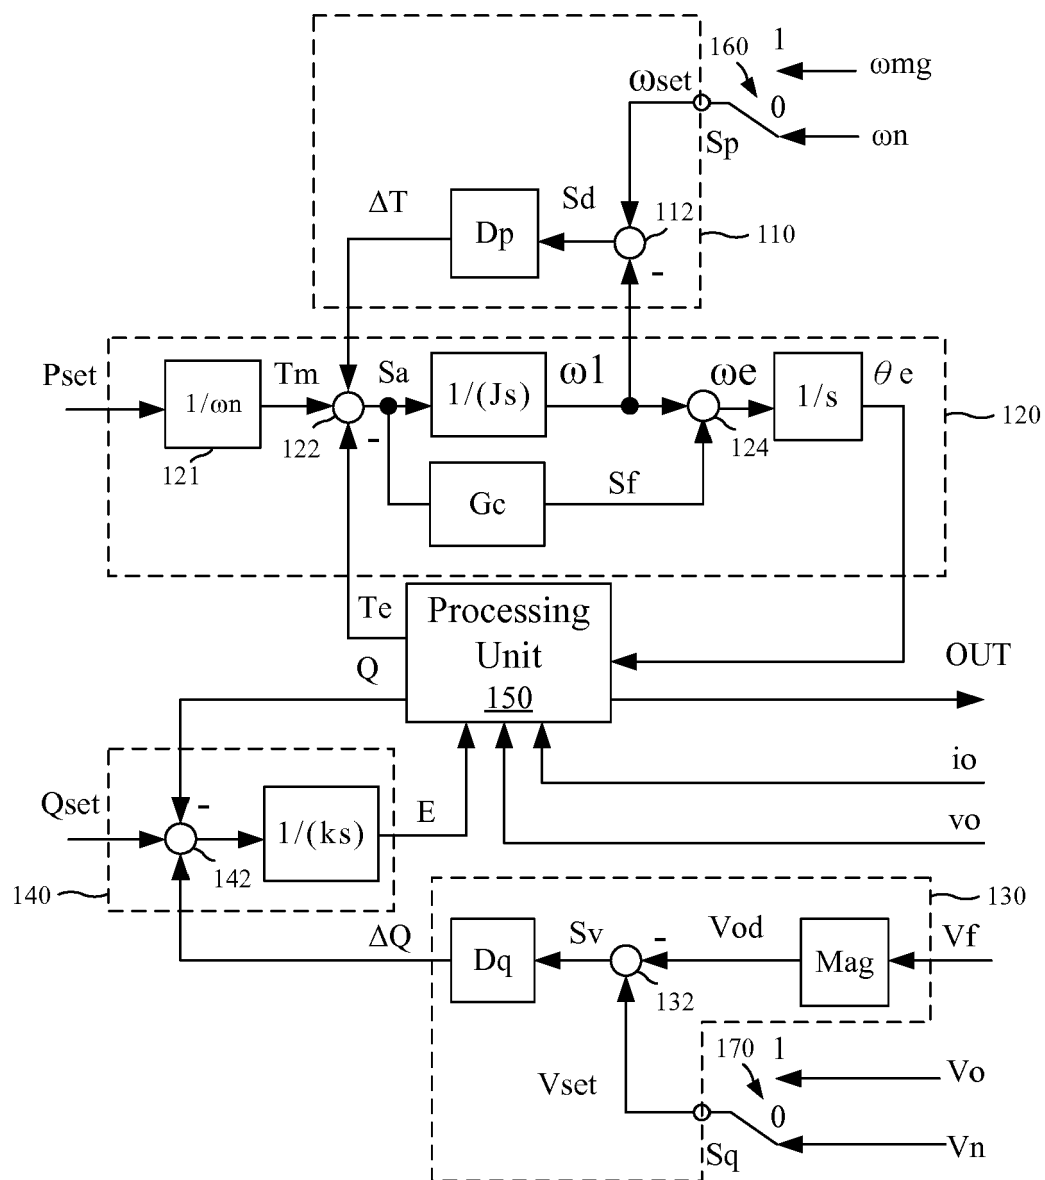 160
1
ωmg
ωset
0
Sp
ωn
ΔT
Sd
112
Dp
110
-
Pset
Tm
Sa
ω1
ωe
θe
1/ωn
1/(Js)
1/s
120
122
-
124
121
Gc
Sf
Te
Processing
Unit
150
Q
OUT
io
Qset
-
E
1/(ks)
vo
142
140
130
ΔQ
Sv
-
Vod
Vf
Dq
Mag
132
170
1
Vo
Vset
0
Sq
Vn